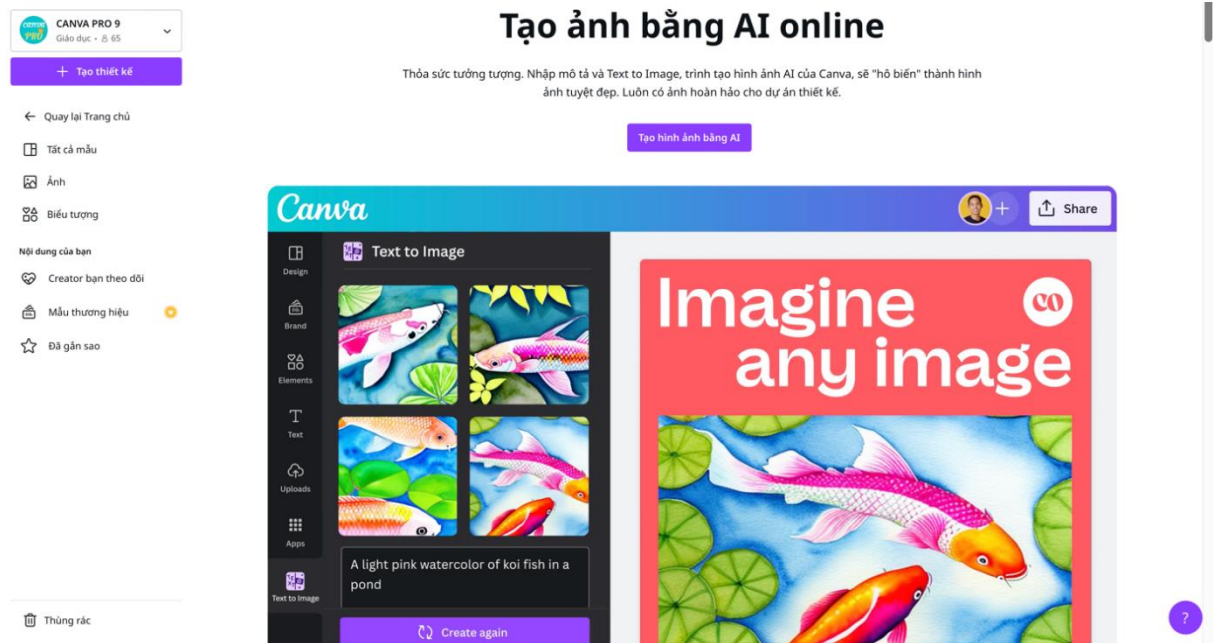 CANVA PRO 9
Giáo dục • 65
Tạo thiết kế
Quay lại Trang chủ
Tất cả mẫu
Ảnh
Biểu tượng
Nội dung của bạn
Creator bạn theo dõi
Mẫu thương hiệu
Đã gắn sao
Thùng rác
Tạo ảnh bằng AI online
Thỏa sức tưởng tượng. Nhập mô tả và Text to Image, trình tạo hình ảnh AI của Canva, sẽ "hô biến" thành hình
ảnh tuyệt đẹp. Luôn có ảnh hoàn hảo cho dự án thiết kế.
Tạo hình ảnh bằng AI
Canva
Share
Design
Brand
Elements
Text
Uploads
Apps
Text to Image
Text to Image
A light pink watercolor of koi fish in a
pond
Create again
Imagine
co
any image
?